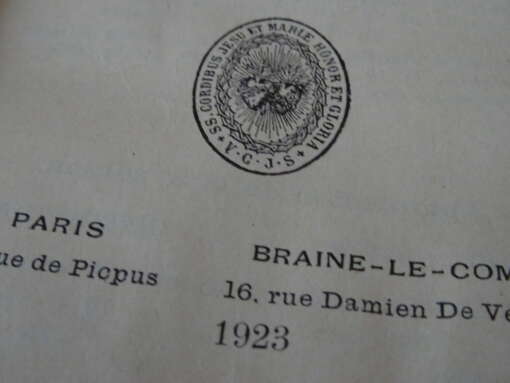 SS. CORDIBUS JESU ET MARIÆ HONOR ET GLORIA
V. C. J. S
PARIS
ue de Picpus
BRAINE-LE-COM
16, rue Damien De Ve
1923